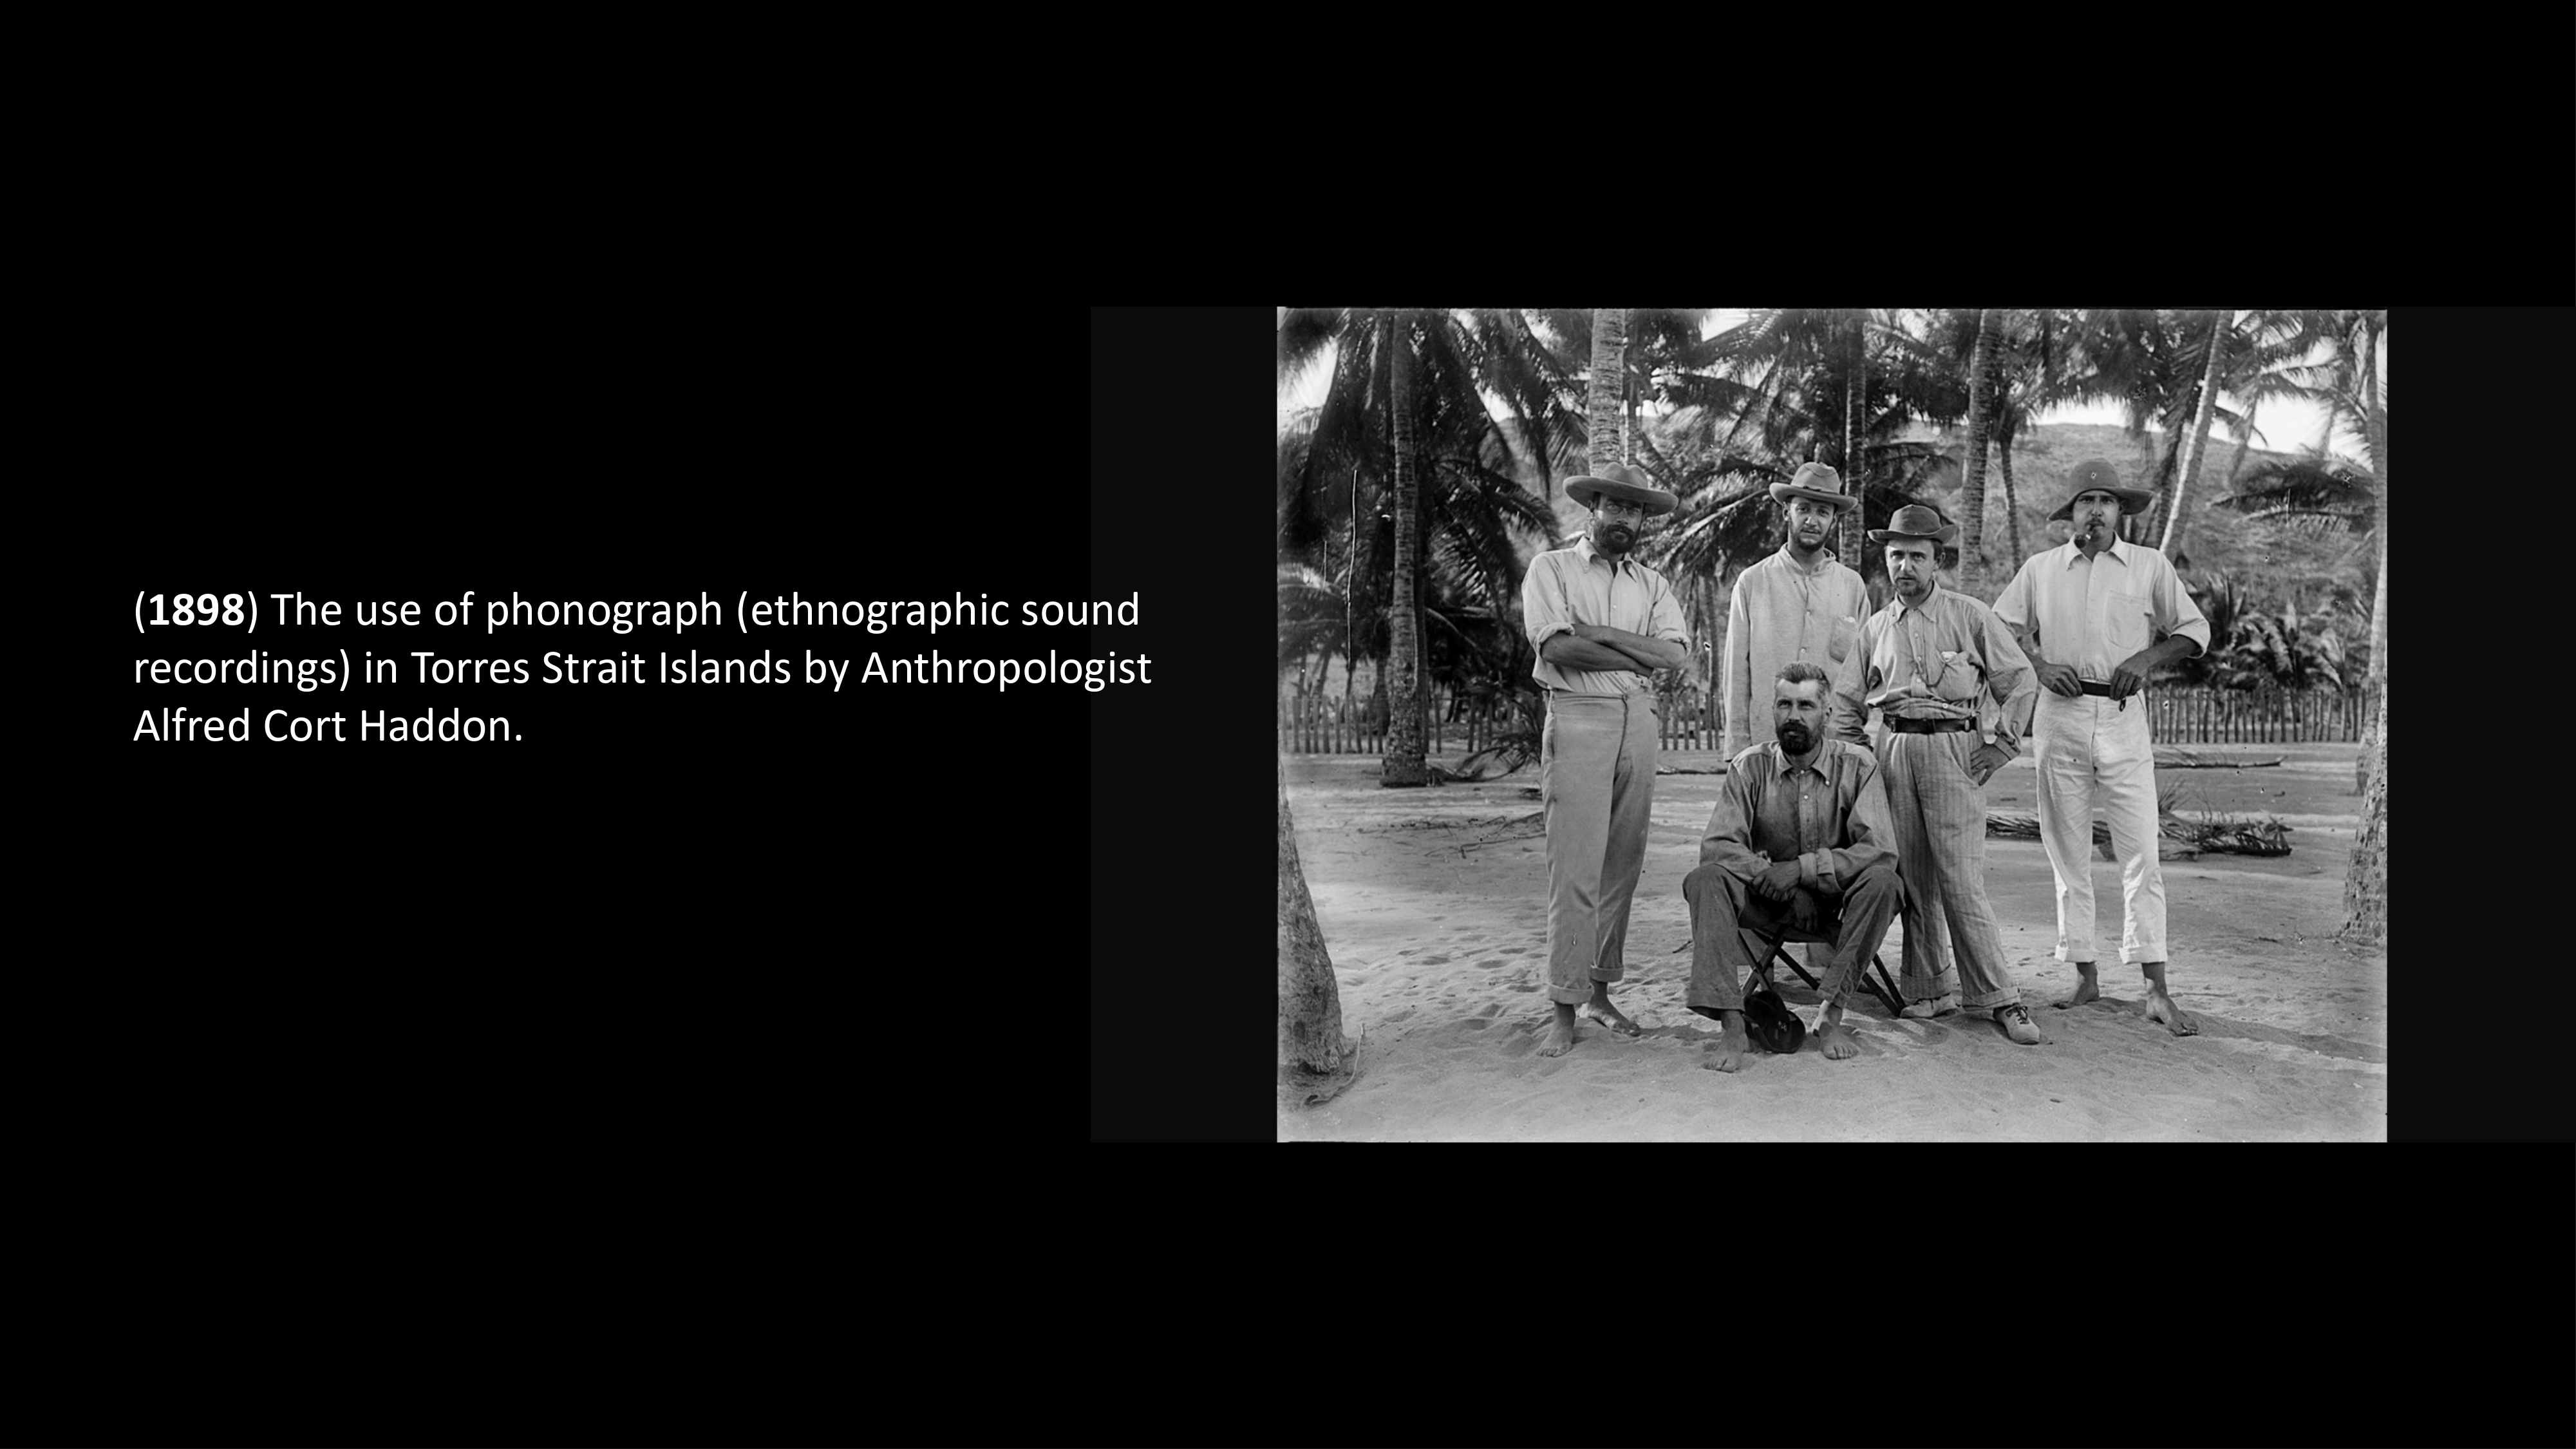 (1898) The use of phonograph (ethnographic sound
recordings) in Torres Strait Islands by Anthropologist
Alfred Cort Haddon.